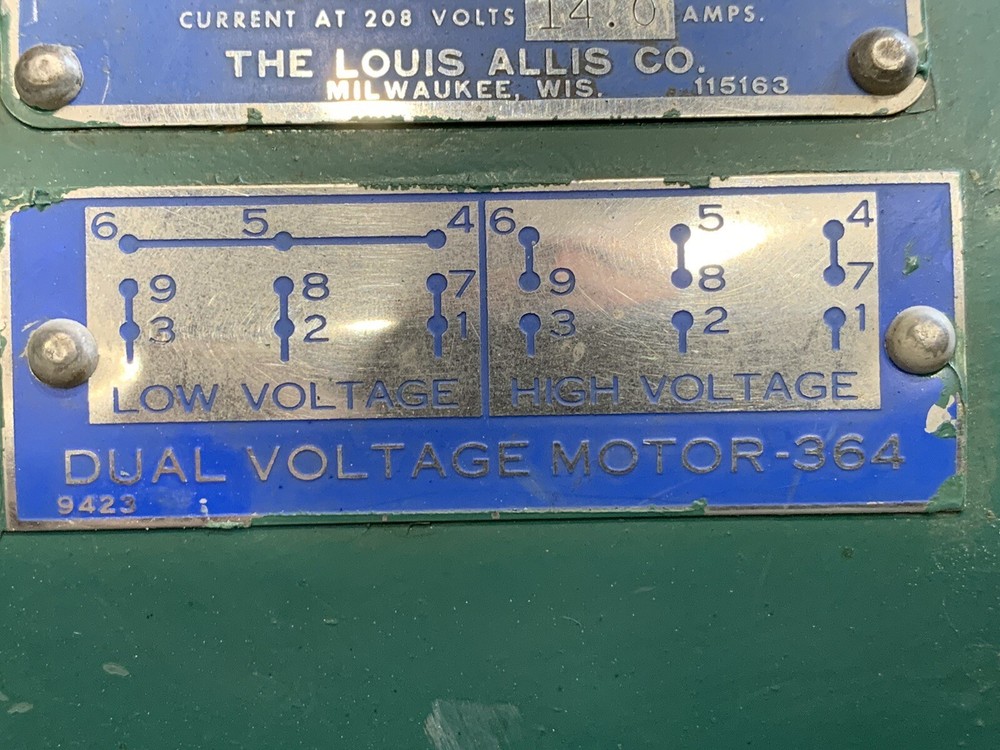 CURRENT AT 208 VOLTS 14.0 AMPS.
THE LOUIS ALLIS CO.
MILWAUKEE, WIS. 115163
6 5 4 6 5 4
9 8 7 9 8 7
3 2 1 3 2 1
LOW VOLTAGE HIGH VOLTAGE
DUAL VOLTAGE MOTOR-364
9423